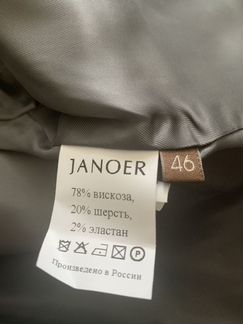 JANOER
46
78% вискоза,
20% шерсть,
2% эластан
P
Произведено в России